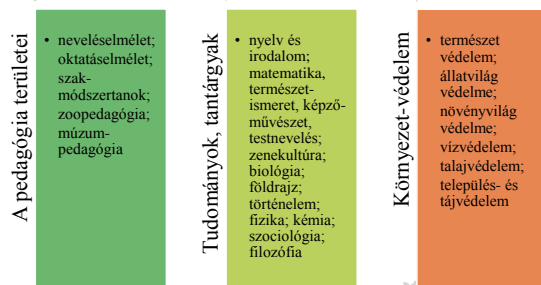 A pedagógia területei
• neveléselmélet;
oktatáselmélet;
szak-
módszertanok;
zoopedagógia;
múzum-
pedagógia
Tudományok, tantárgyak
• nyelv és
irodalom;
matematika,
természet-
ismeret, képző-
művészet,
testnevelés;
zenekultúra;
biológia;
földrajz;
történelem;
fizika; kémia;
szociológia;
filozófia
Környezet-védelem
• természet
védelem;
állatvilág
védelme;
növényvilág
védelme;
vízvédelem;
talajvédelem;
település- és
tájvédelem